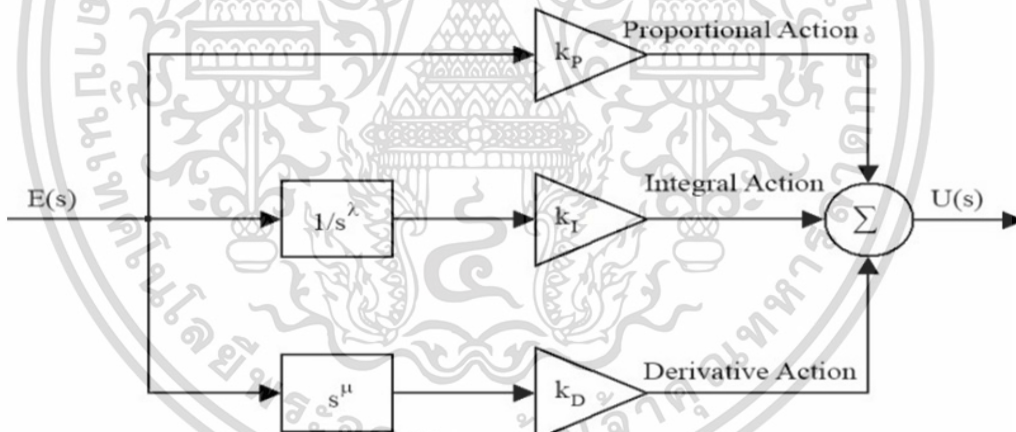 Proportional Action
k_P
E(s)
1/s^λ
k_I
Integral Action
Σ
U(s)
s^μ
k_D
Derivative Action